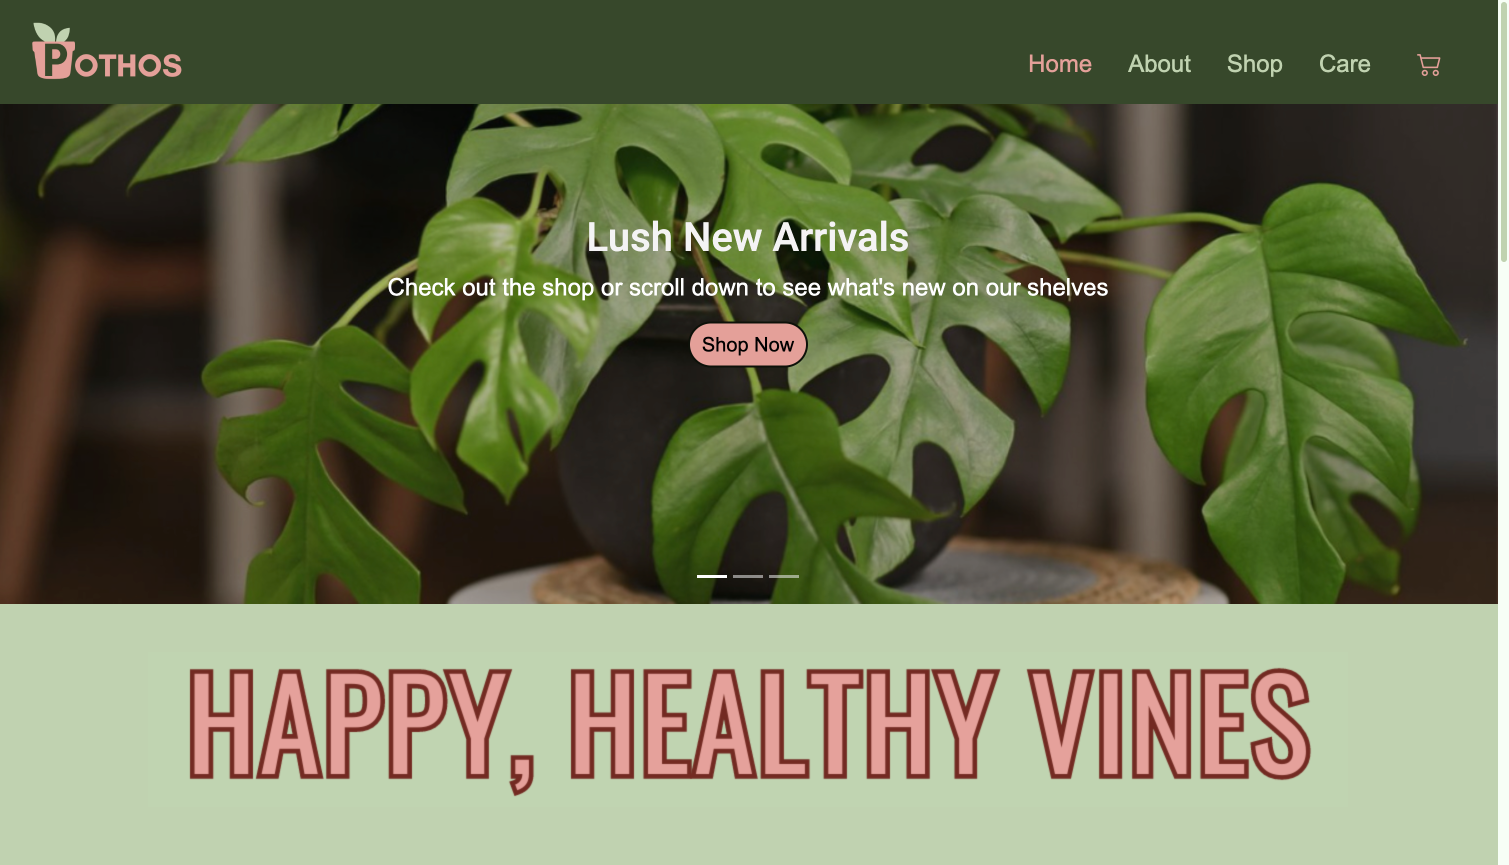 POTHOS
Home About Shop Care
Lush New Arrivals
Check out the shop or scroll down to see what's new on our shelves
Shop Now
HAPPY, HEALTHY VINES